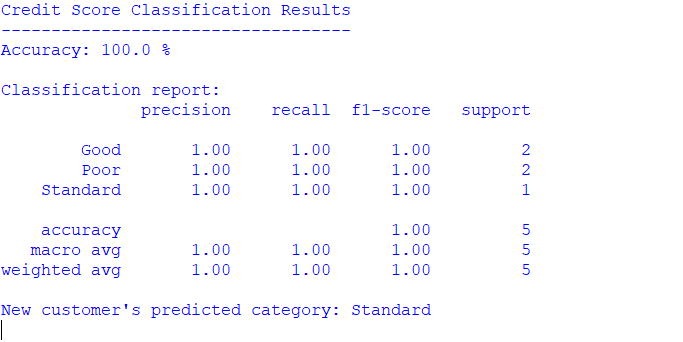 Credit Score Classification Results
-----------------------------------
Accuracy: 100.0 %
Classification report:
precision recall f1-score support
Good 1.00 1.00 1.00 2
Poor 1.00 1.00 1.00 2
Standard 1.00 1.00 1.00 1
accuracy 1.00 5
macro avg 1.00 1.00 1.00 5
weighted avg 1.00 1.00 1.00 5
New customer's predicted category: Standard